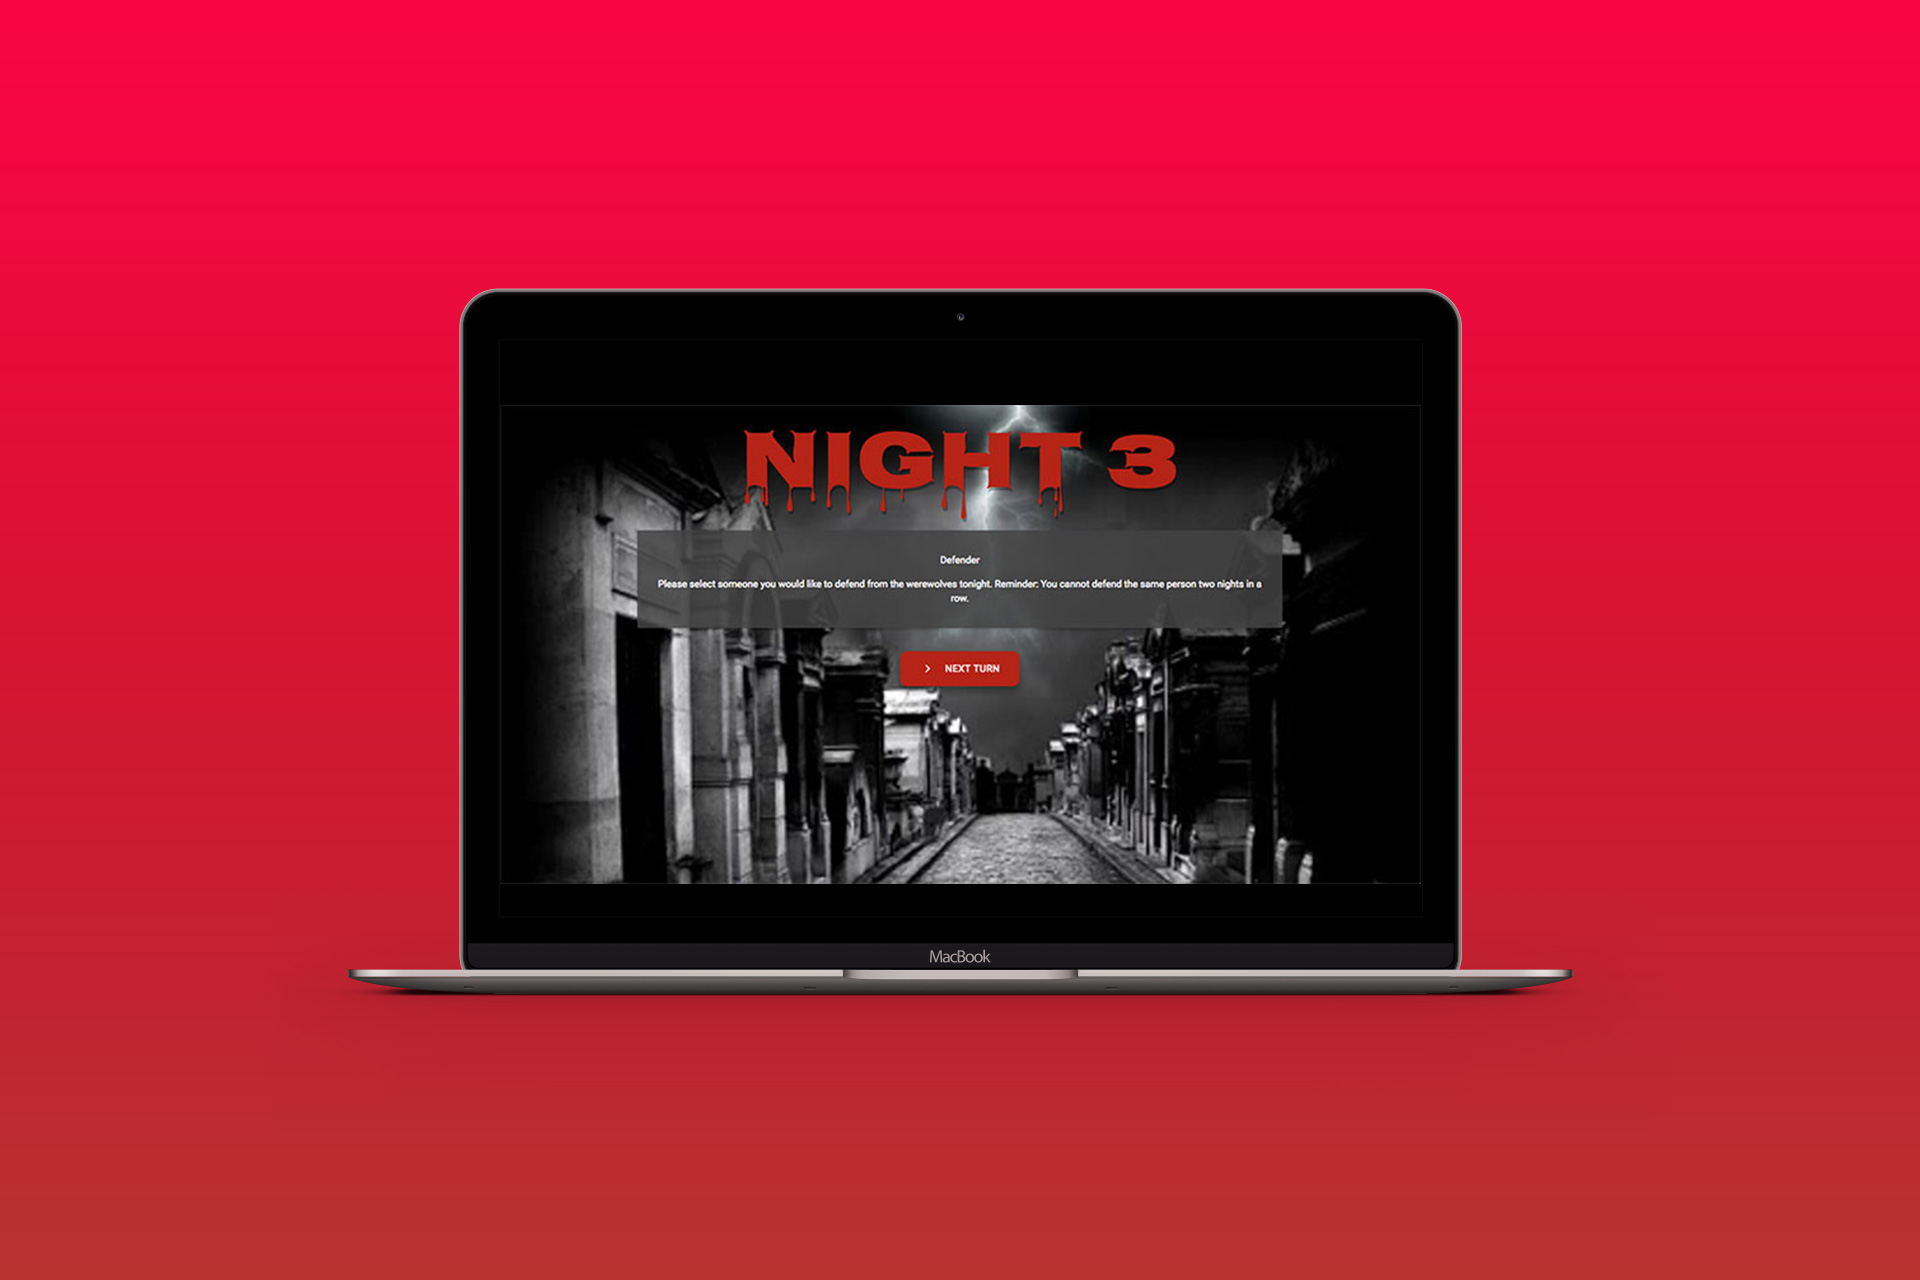 NIGHT 3
Defender
Please select someone you would like to defend from the werewolves tonight. Reminder: You cannot defend the same person two nights in a
row.
NEXT TURN
MacBook